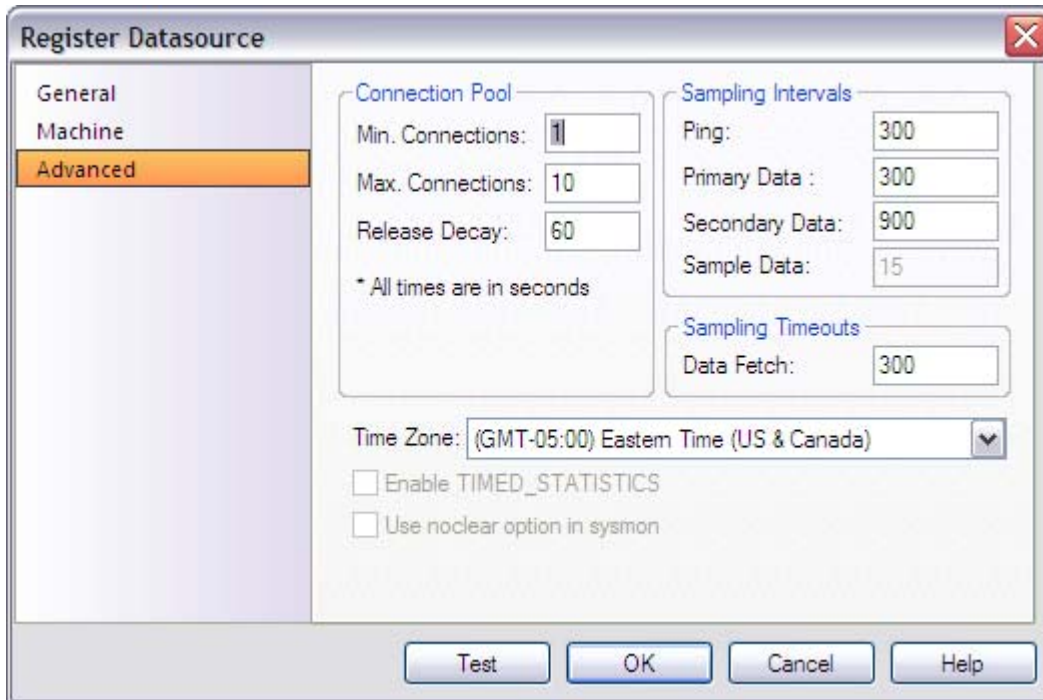 Register Datasource
General
Machine
Advanced
Connection Pool
Min. Connections: 1
Max. Connections: 10
Release Decay: 60
* All times are in seconds
Sampling Intervals
Ping: 300
Primary Data : 300
Secondary Data: 900
Sample Data: 15
Sampling Timeouts
Data Fetch: 300
Time Zone: (GMT-05:00) Eastern Time (US & Canada)
Enable TIMED_STATISTICS
Use noclear option in sysmon
Test OK Cancel Help